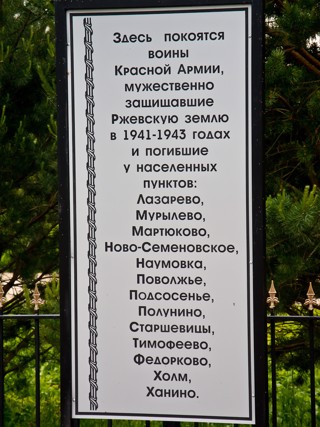 Здесь покоятся
воины
Красной Армии,
мужественно
защищавшие
Ржевскую землю
в 1941-1943 годах
и погибшие
у населенных
пунктов:
Лазарево,
Мурылево,
Мартюково,
Ново-Семеновское,
Наумовка,
Поволжье,
Подсосенье,
Полунино,
Старшевицы,
Тимофеево,
Федорково,
Холм,
Ханино.